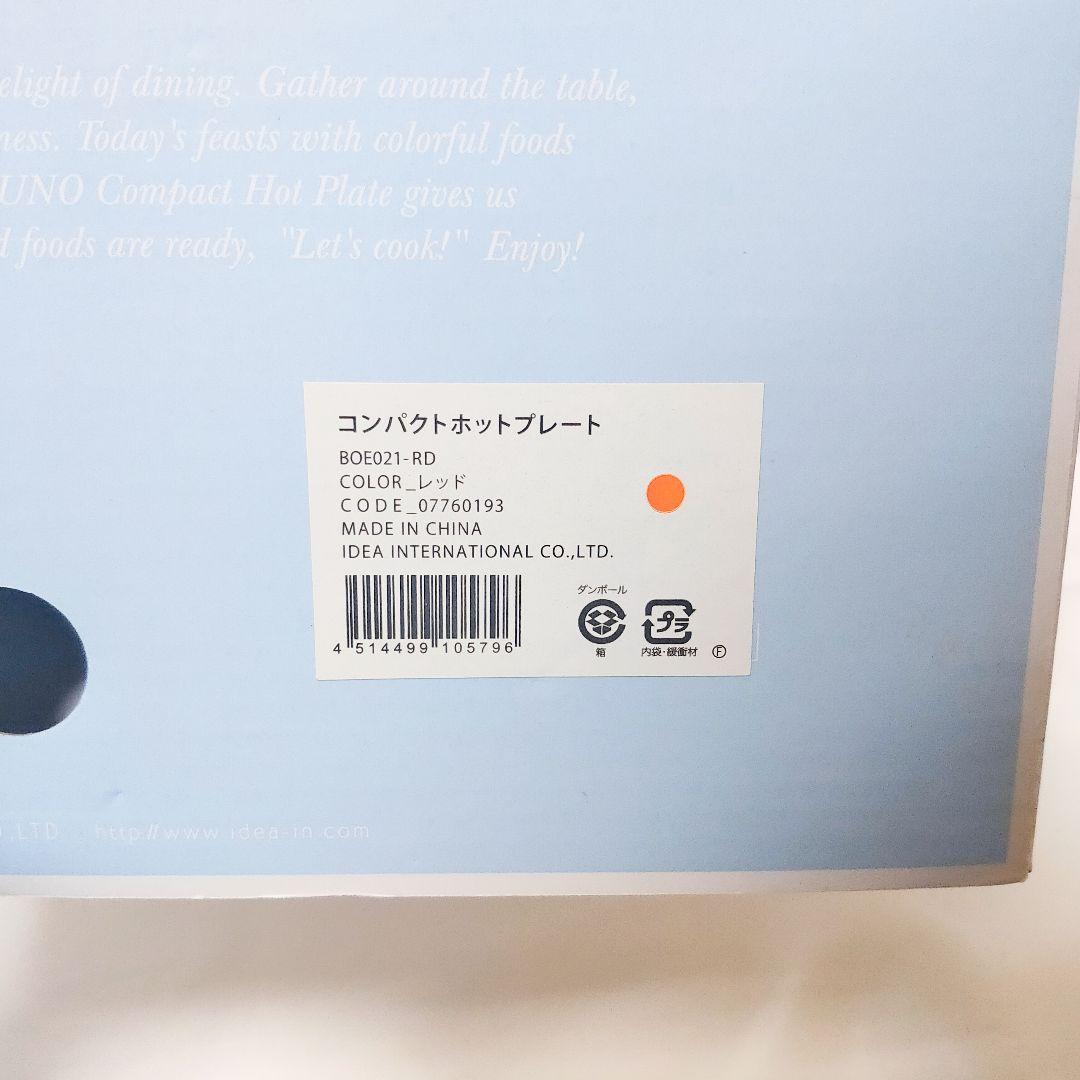 elight of dining. Gather around the table,
ness. Today's feasts with colorful foods
UNO Compact Hot Plate gives us
d foods are ready, "Let's cook!" Enjoy!
コンパクトホットプレート
BOE021-RD
COLOR_レッド
CODE_07760193
MADE IN CHINA
IDEA INTERNATIONAL CO.,LTD.
4 514499 105796
ダンボール
箱
プラ
内袋・緩衝材
Ⓕ
O.,LTD http://www.idea-in.com